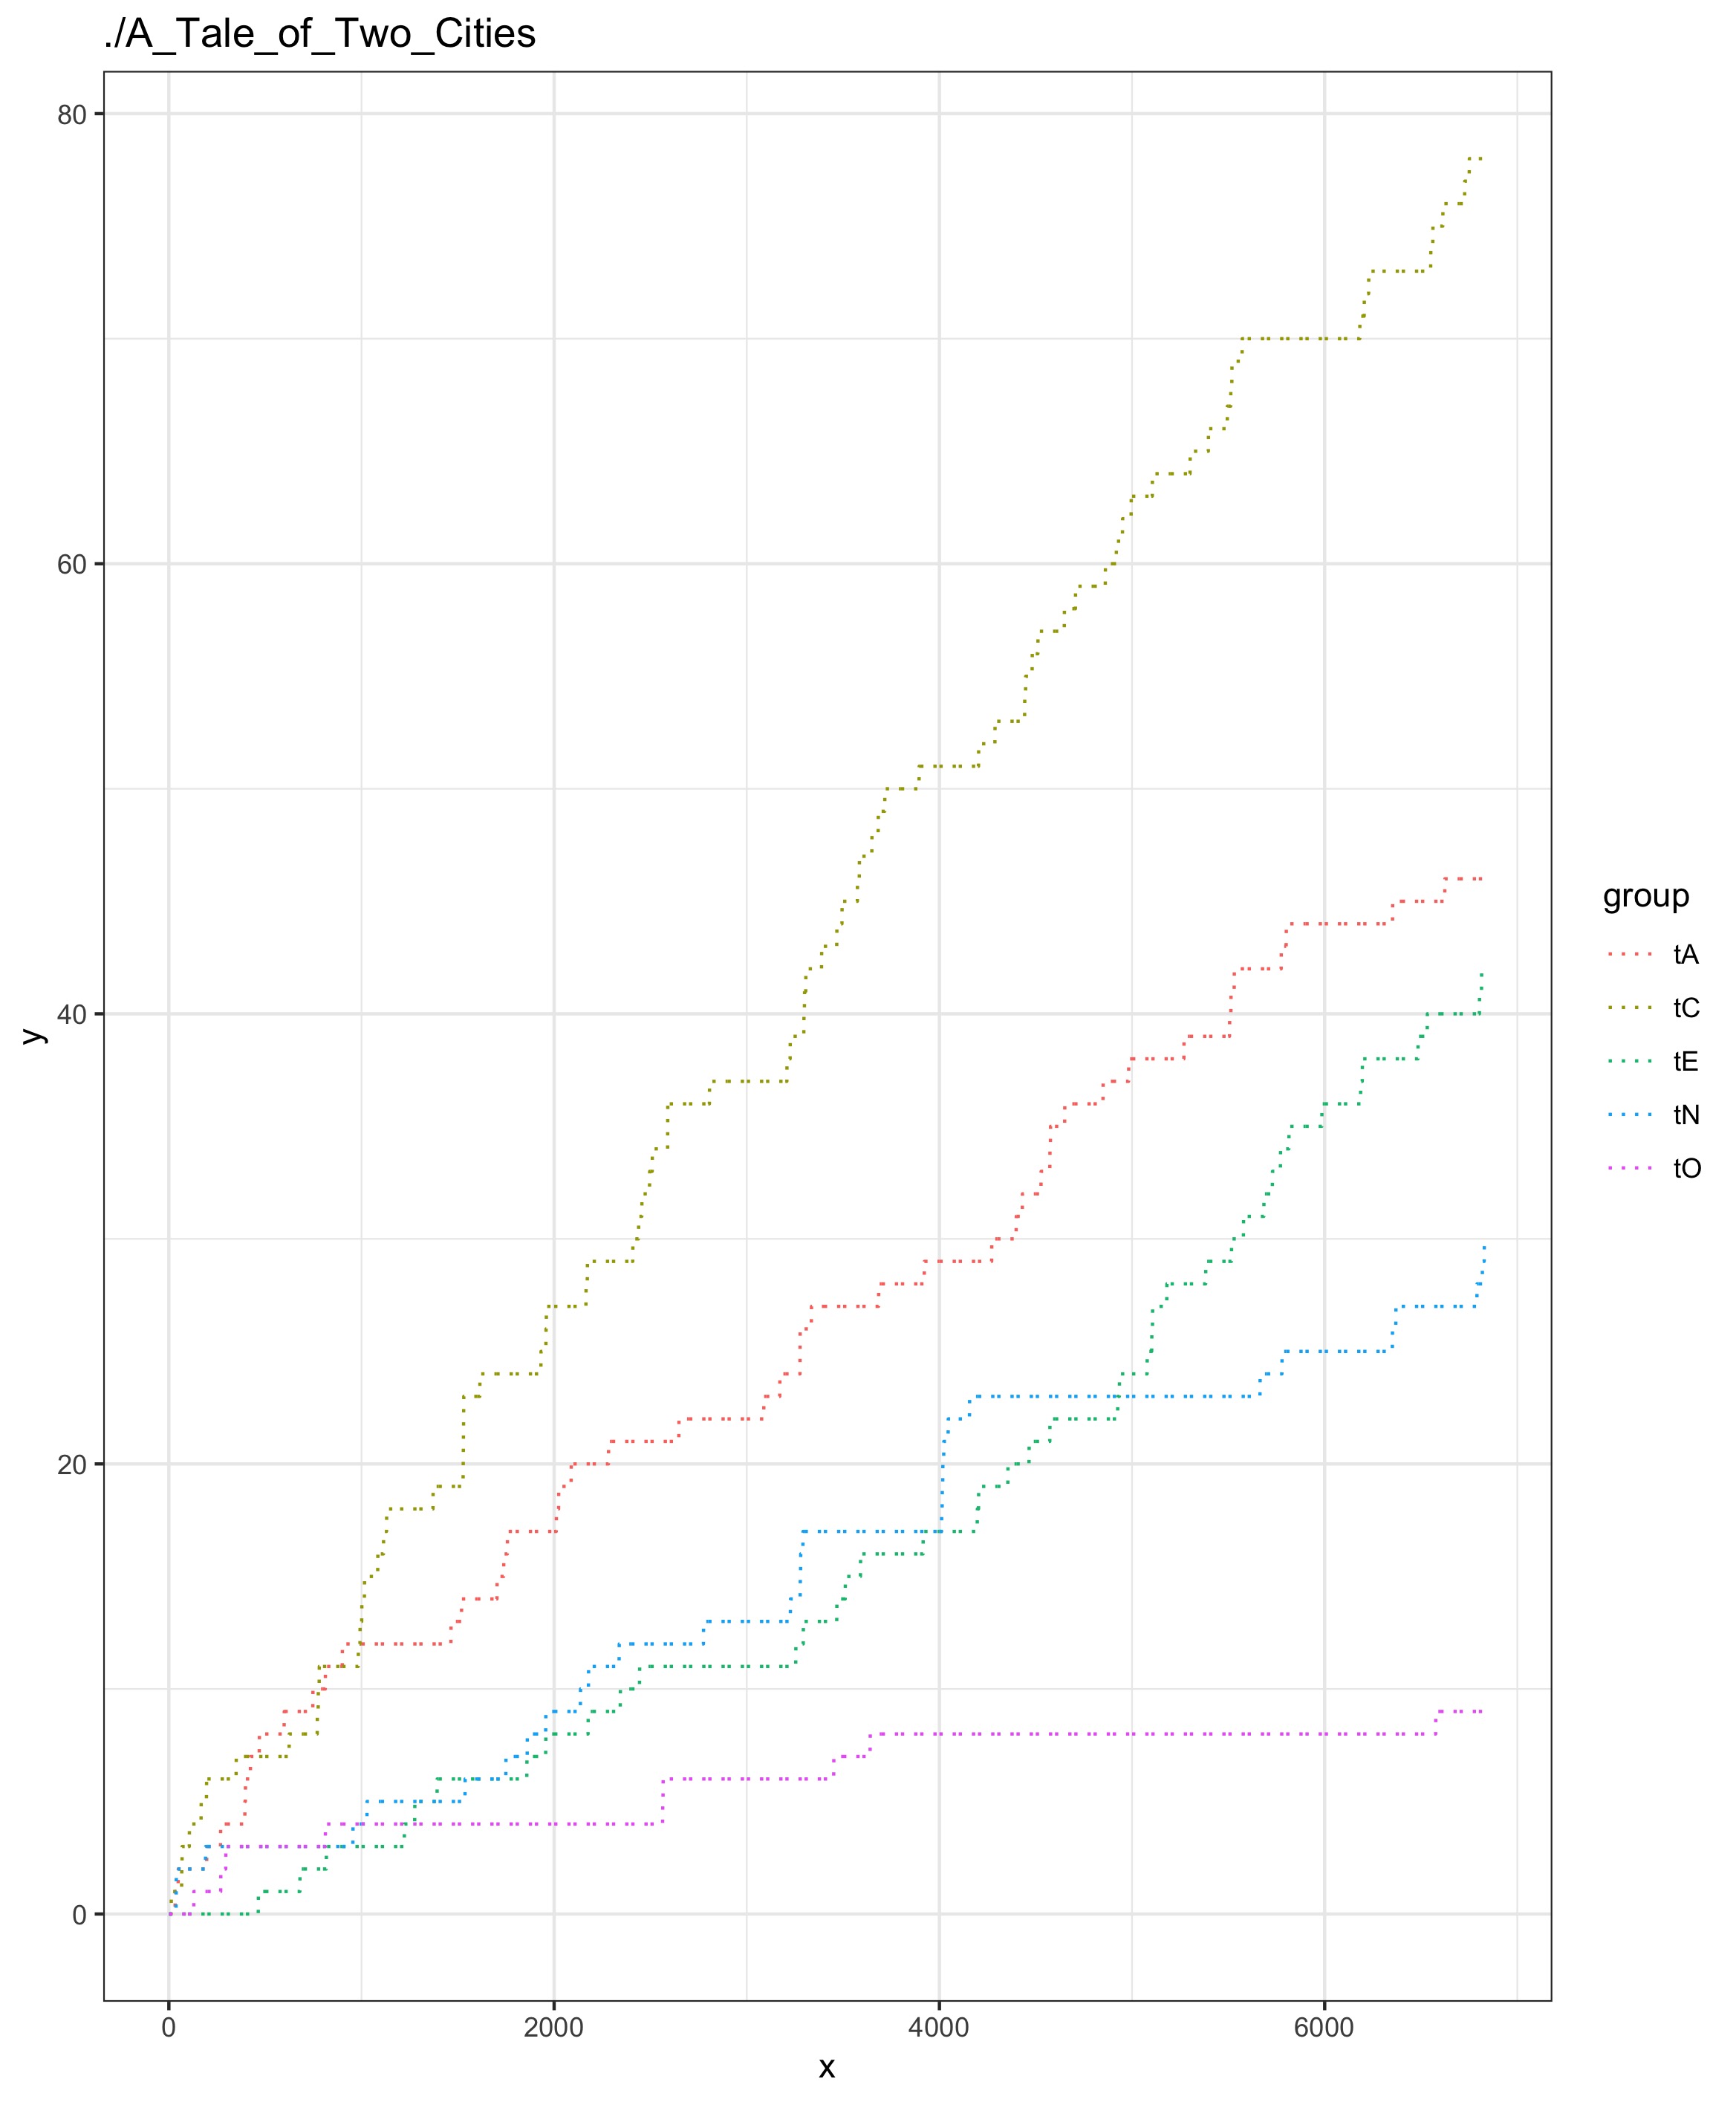 ./A_Tale_of_Two_Cities
80
60
40
20
0
y
0 2000 4000 6000
x
group
tA
tC
tE
tN
tO